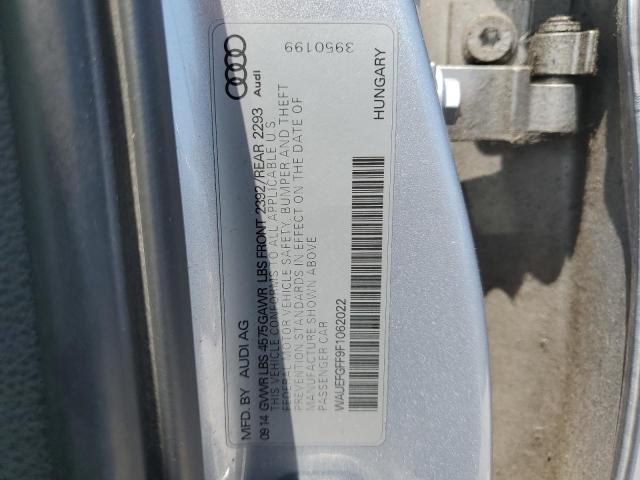 MFD. BY AUDI AG
09 14 GVWR LBS 4575GAWR LBS FRONT 2392/REAR 2293
THIS VEHICLE CONFORMS TO ALL APPLICABLE U.S.
FEDERAL MOTOR VEHICLE SAFETY, BUMPER AND THEFT
PREVENTION STANDARDS IN EFFECT ON THE DATE OF
MANUFACTURE SHOWN ABOVE
PASSENGER CAR
WAUEFGFF9F1062022
HUNGARY
Audi
3950199